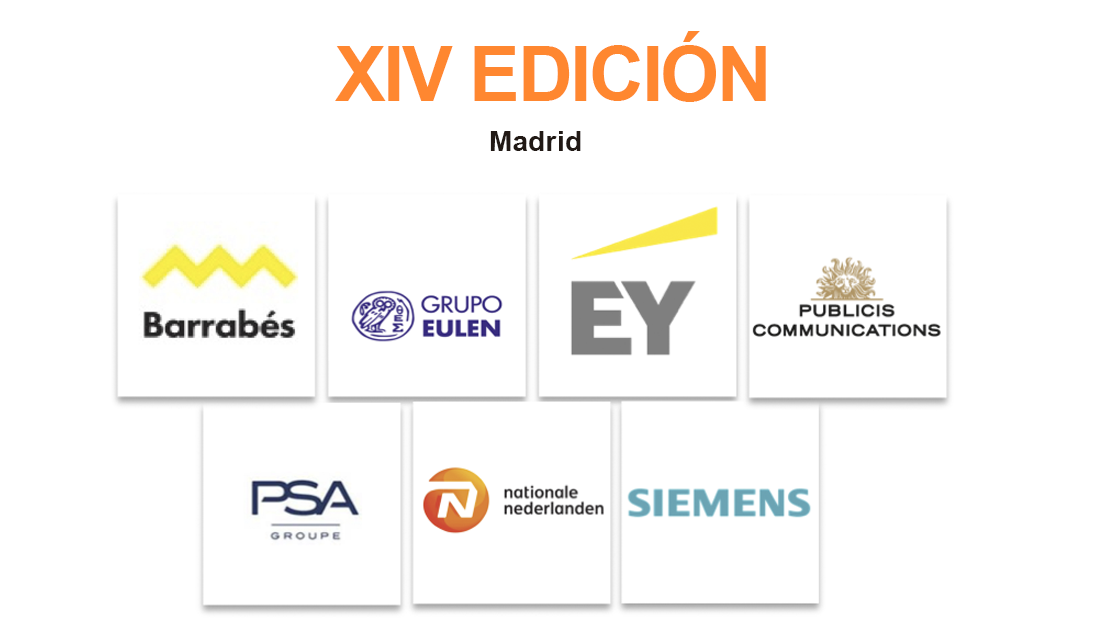 XIV EDICIÓN
Madrid
Barrabés
GRUPO
EULEN
EY
PUBLICIS
COMMUNICATIONS
PSA
GROUPE
nationale
nederlanden
SIEMENS